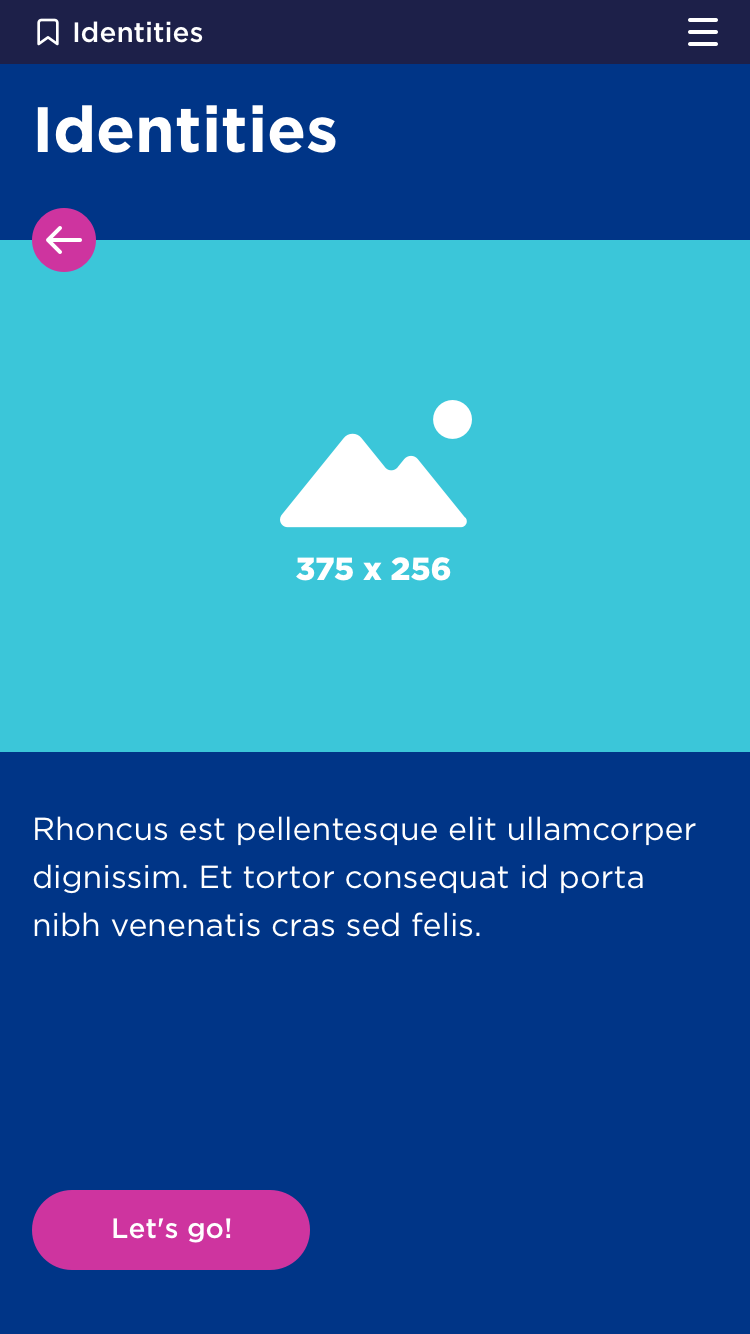 Identities
Identities
375 x 256
Rhoncus est pellentesque elit ullamcorper
dignissim. Et tortor consequat id porta
nibh venenatis cras sed felis.
Let's go!